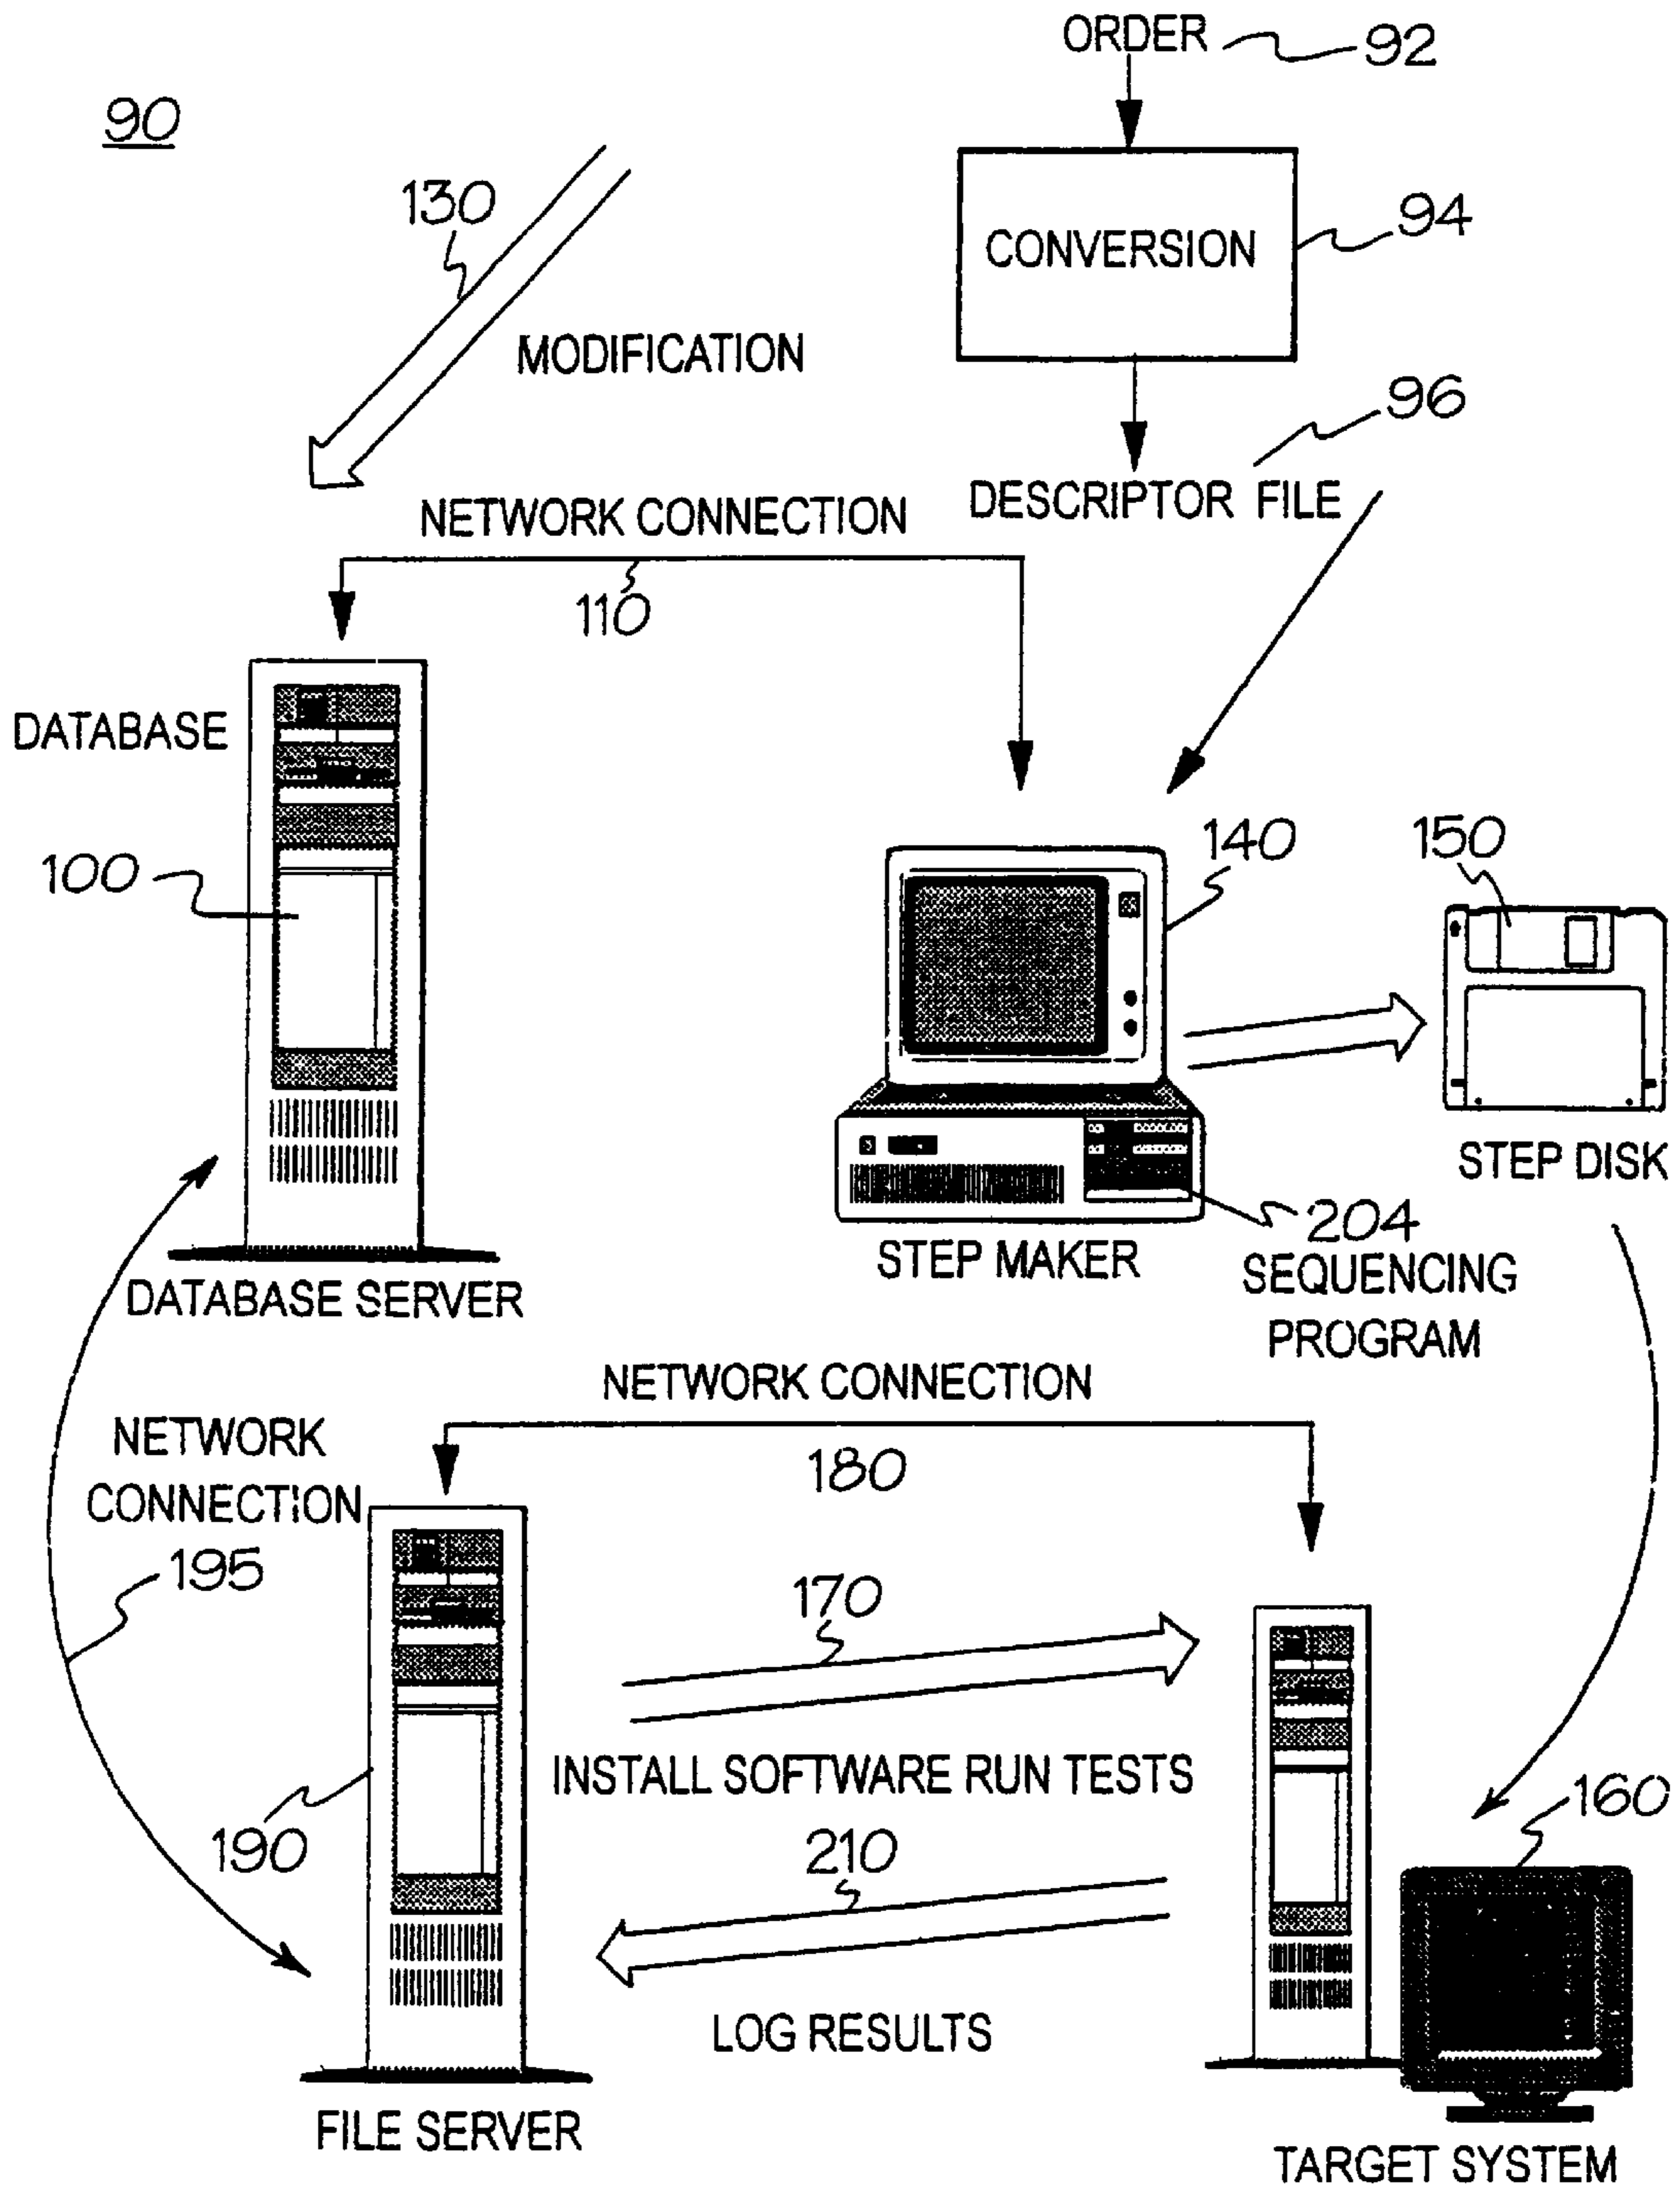 ORDER 92
90
130
CONVERSION 94
MODIFICATION
96
NETWORK CONNECTION
DESCRIPTOR FILE
110
DATABASE
100
140
150
STEP DISK
204
STEP MAKER
SEQUENCING
PROGRAM
DATABASE SERVER
NETWORK CONNECTION
180
NETWORK
CONNECTION
195
170
INSTALL SOFTWARE RUN TESTS
160
190
210
LOG RESULTS
FILE SERVER
TARGET SYSTEM